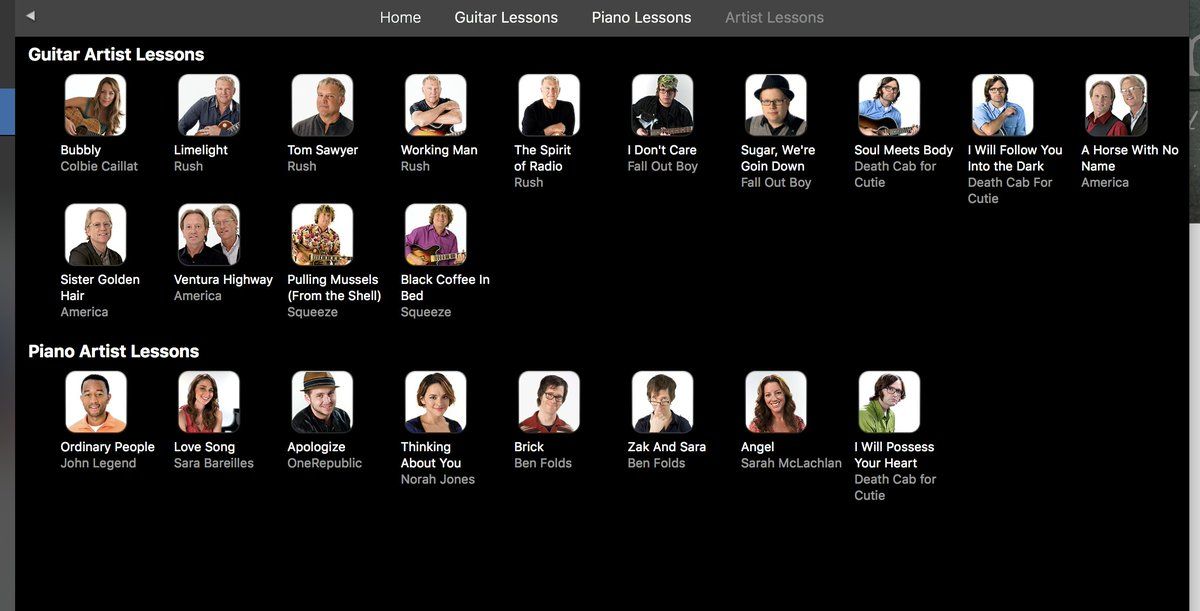 Home Guitar Lessons Piano Lessons Artist Lessons
Guitar Artist Lessons
Bubbly
Colbie Caillat
Limelight
Rush
Tom Sawyer
Rush
Working Man
Rush
The Spirit
of Radio
Rush
I Don't Care
Fall Out Boy
Sugar, We're
Goin Down
Fall Out Boy
Soul Meets Body
Death Cab for
Cutie
I Will Follow You
Into the Dark
Death Cab For
Cutie
A Horse With No
Name
America
Sister Golden
Hair
America
Ventura Highway
America
Pulling Mussels
(From the Shell)
Squeeze
Black Coffee In
Bed
Squeeze
Piano Artist Lessons
Ordinary People
John Legend
Love Song
Sara Bareilles
Apologize
OneRepublic
Thinking
About You
Norah Jones
Brick
Ben Folds
Zak And Sara
Ben Folds
Angel
Sarah McLachlan
I Will Possess
Your Heart
Death Cab for
Cutie